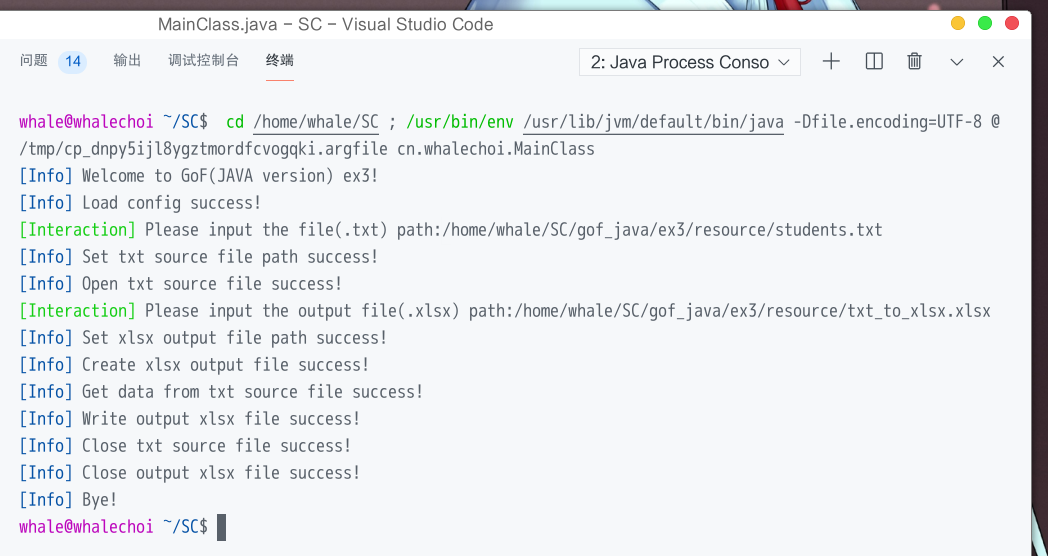 MainClass.java - SC - Visual Studio Code
问题 14 输出 调试控制台 终端 2: Java Process Conso
whale@whalechoi ~/SC$ cd /home/whale/SC ; /usr/bin/env /usr/lib/jvm/default/bin/java -Dfile.encoding=UTF-8 @
/tmp/cp_dnpy5ijl8ygztmordfcvogqki.argfile cn.whalechoi.MainClass
[Info] Welcome to GoF(JAVA version) ex3!
[Info] Load config success!
[Interaction] Please input the file(.txt) path:/home/whale/SC/gof_java/ex3/resource/students.txt
[Info] Set txt source file path success!
[Info] Open txt source file success!
[Interaction] Please input the output file(.xlsx) path:/home/whale/SC/gof_java/ex3/resource/txt_to_xlsx.xlsx
[Info] Set xlsx output file path success!
[Info] Create xlsx output file success!
[Info] Get data from txt source file success!
[Info] Write output xlsx file success!
[Info] Close txt source file success!
[Info] Close output xlsx file success!
[Info] Bye!
whale@whalechoi ~/SC$